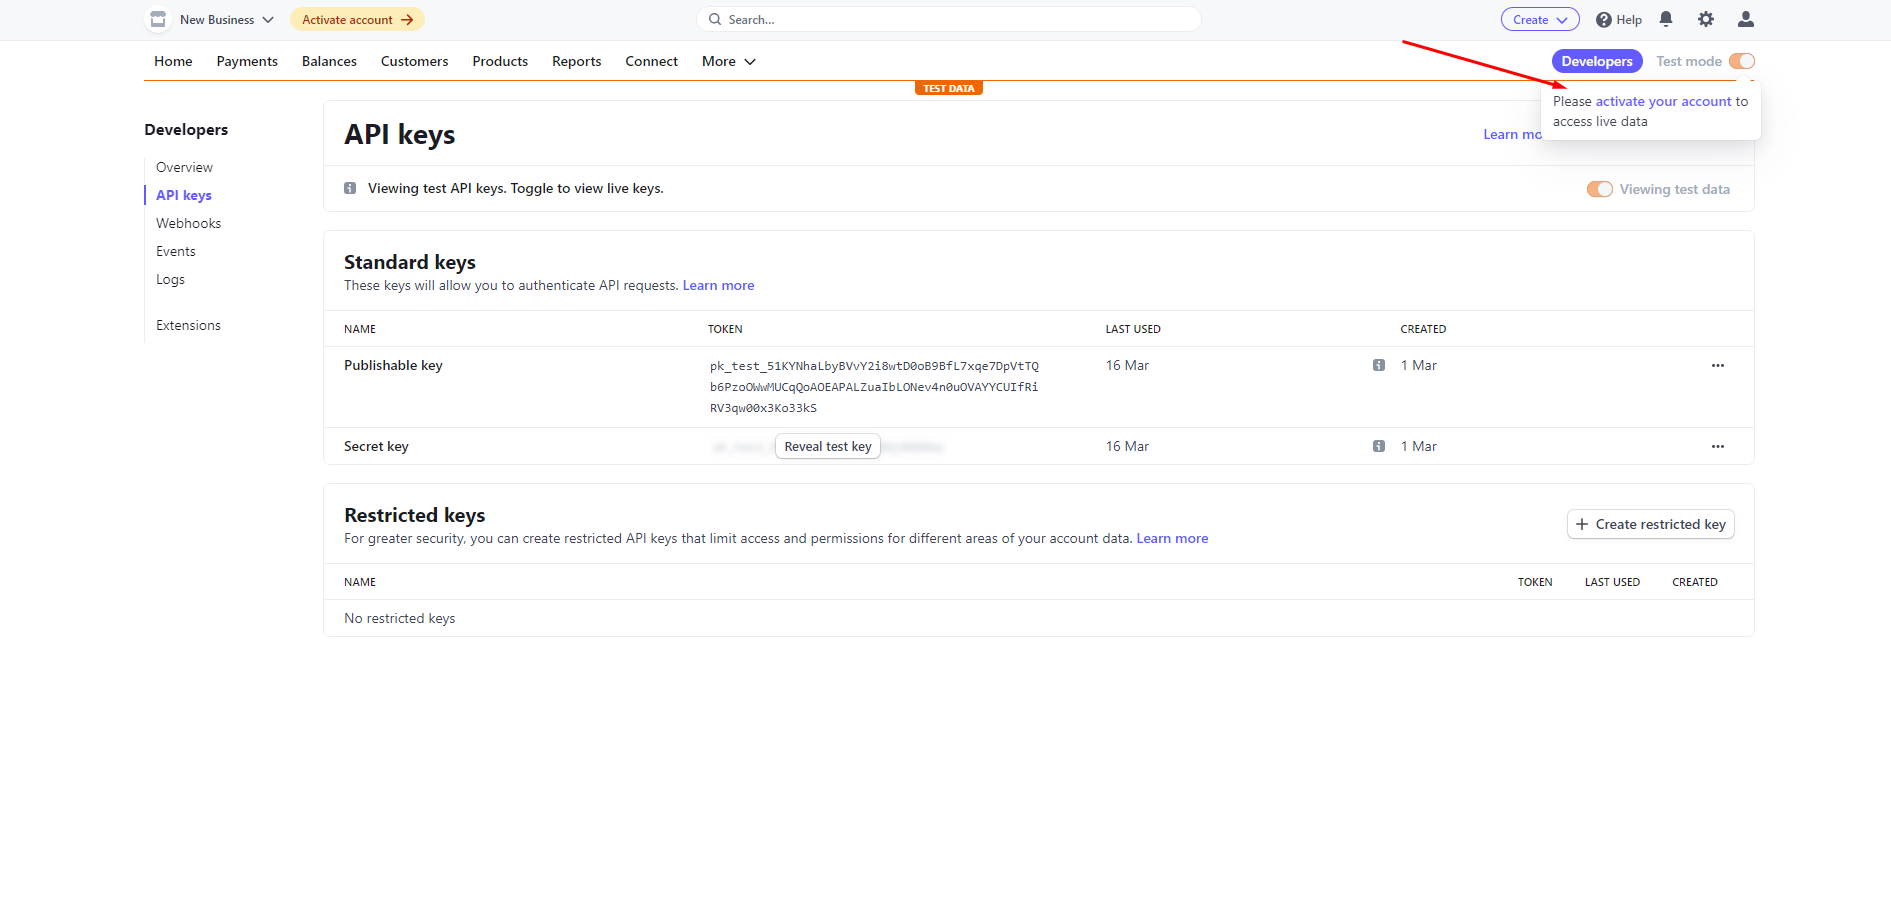 New Business
Activate account
Search...
Create
Help
Home Payments Balances Customers Products Reports Connect More
Developers
Test mode
TEST DATA
Please activate your account to
access live data
Developers
Overview
API keys
Webhooks
Events
Logs
Extensions
API keys
Learn mo
Viewing test API keys. Toggle to view live keys.
Viewing test data
Standard keys
These keys will allow you to authenticate API requests. Learn more
NAME TOKEN LAST USED CREATED
Publishable key
pk_test_51KYNhaLbyBVvY2i8wtD0oB9BfL7xqe7DpVtTQ
b6PzoOWwMUCqQoAOEAPALZuaIbLONev4n0uOVAYYCUIfRi
RV3qw00x3Ko33kS
16 Mar
1 Mar
Secret key
Reveal test key
16 Mar
1 Mar
Restricted keys
Create restricted key
For greater security, you can create restricted API keys that limit access and permissions for different areas of your account data. Learn more
NAME TOKEN LAST USED CREATED
No restricted keys